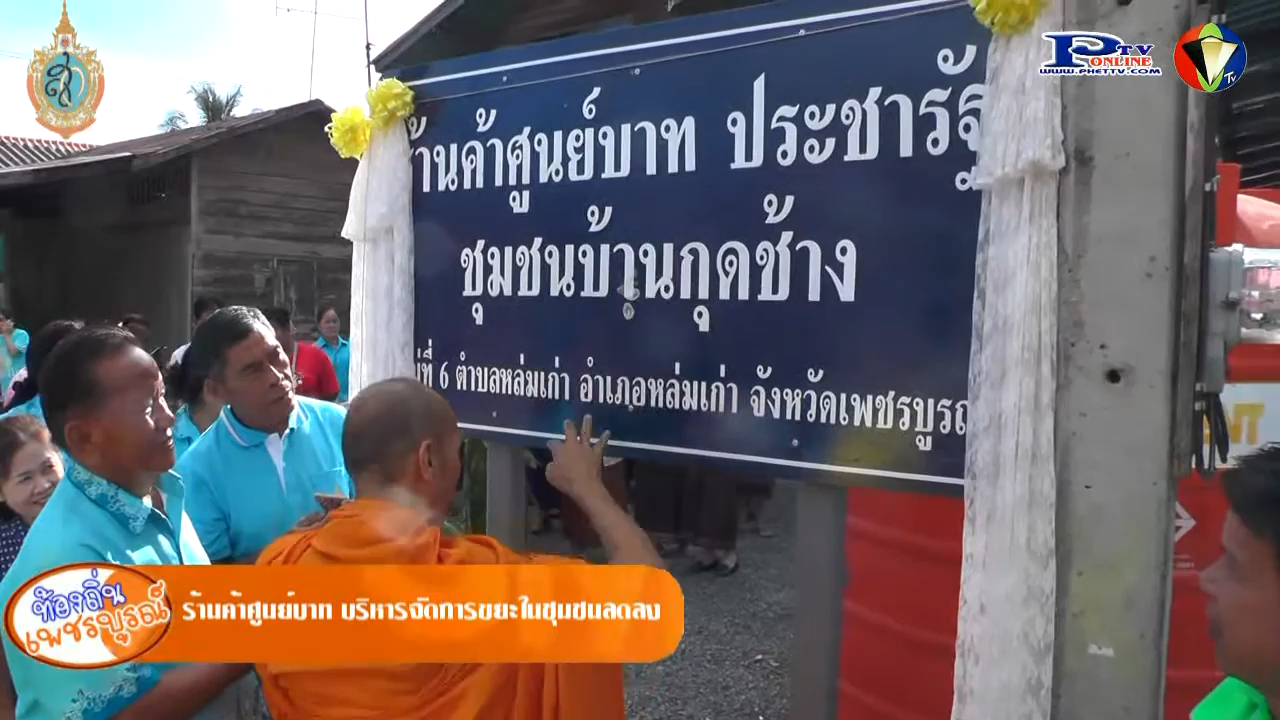 PTV
ONLINE
WWW.PHETTV.COM
TV
ร้านค้าศูนย์บาท ประชารัฐ
ชุมชนบ้านกุดช้าง
ที่ 6 ตำบลหล่มเก่า อำเภอหล่มเก่า จังหวัดเพชรบูรณ
ท้องถิ่น
เพชรบูรณ์
ร้านค้าศูนย์บาท บริหารจัดการขยะในชุมชนลดลง